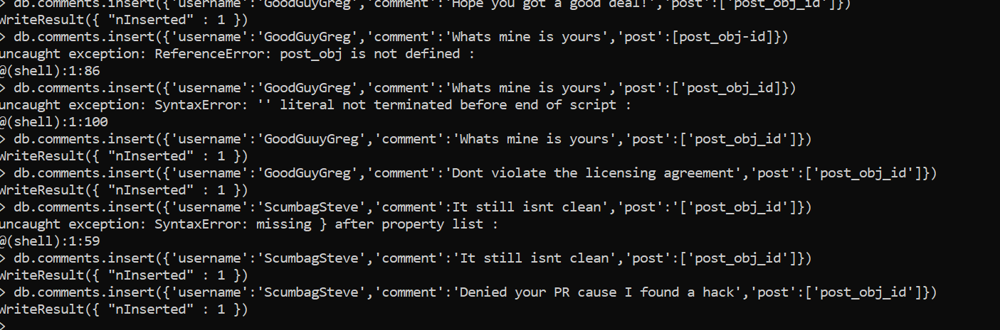 > db.comments.insert({'username':'GoodGuyGreg','comment':'Hope you got a good deal!','post':['post_obj_id']})
WriteResult({ "nInserted" : 1 })
> db.comments.insert({'username':'GoodGuyGreg','comment':'Whats mine is yours','post':[post_obj-id]})
uncaught exception: ReferenceError: post_obj is not defined :
@(shell):1:86
> db.comments.insert({'username':'GoodGuyGreg','comment':'Whats mine is yours','post':['post_obj_id]})
uncaught exception: SyntaxError: '' literal not terminated before end of script :
@(shell):1:100
> db.comments.insert({'username':'GoodGuuyGreg','comment':'Whats mine is yours','post':['post_obj_id']})
WriteResult({ "nInserted" : 1 })
> db.comments.insert({'username':'GoodGuyGreg','comment':'Dont violate the licensing agreement','post':['post_obj_id']})
WriteResult({ "nInserted" : 1 })
> db.comments.insert({'username':'ScumbagSteve','comment':It still isnt clean','post':'['post_obj_id']})
uncaught exception: SyntaxError: missing } after property list :
@(shell):1:59
> db.comments.insert({'username':'ScumbagSteve','comment':'It still isnt clean','post':['post_obj_id']})
WriteResult({ "nInserted" : 1 })
> db.comments.insert({'username':'ScumbagSteve','comment':'Denied your PR cause I found a hack','post':['post_obj_id']})
WriteResult({ "nInserted" : 1 })
>